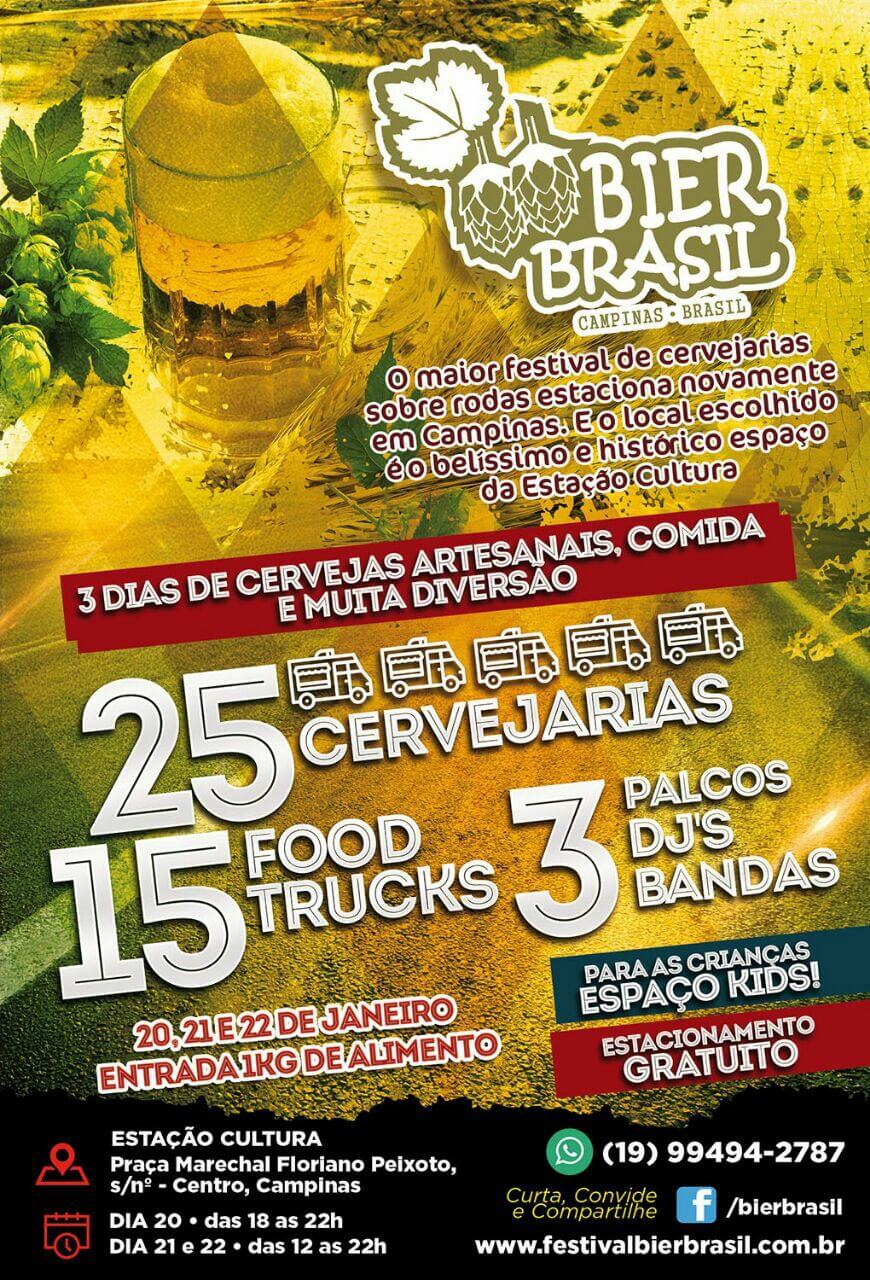 BIER
BRASIL
CAMPINAS • BRASIL
O maior festival de cervejarias
sobre rodas estaciona novamente
em Campinas. E o local escolhido
é o belíssimo e histórico espaço
da Estação Cultura
3 DIAS DE CERVEJAS ARTESANAIS, COMIDA
E MUITA DIVERSÃO
25 CERVEJARIAS
15 FOOD
TRUCKS
3 PALCOS
DJ'S
BANDAS
PARA AS CRIANÇAS
ESPAÇO KIDS!
20, 21 E 22 DE JANEIRO
ENTRADA 1KG DE ALIMENTO
ESTACIONAMENTO
GRATUITO
ESTAÇÃO CULTURA
Praça Marechal Floriano Peixoto,
s/nº - Centro, Campinas
DIA 20 • das 18 as 22h
DIA 21 e 22 • das 12 as 22h
(19) 99494-2787
Curta, Convide
e Compartilhe
f /bierbrasil
www.festivalbierbrasil.com.br